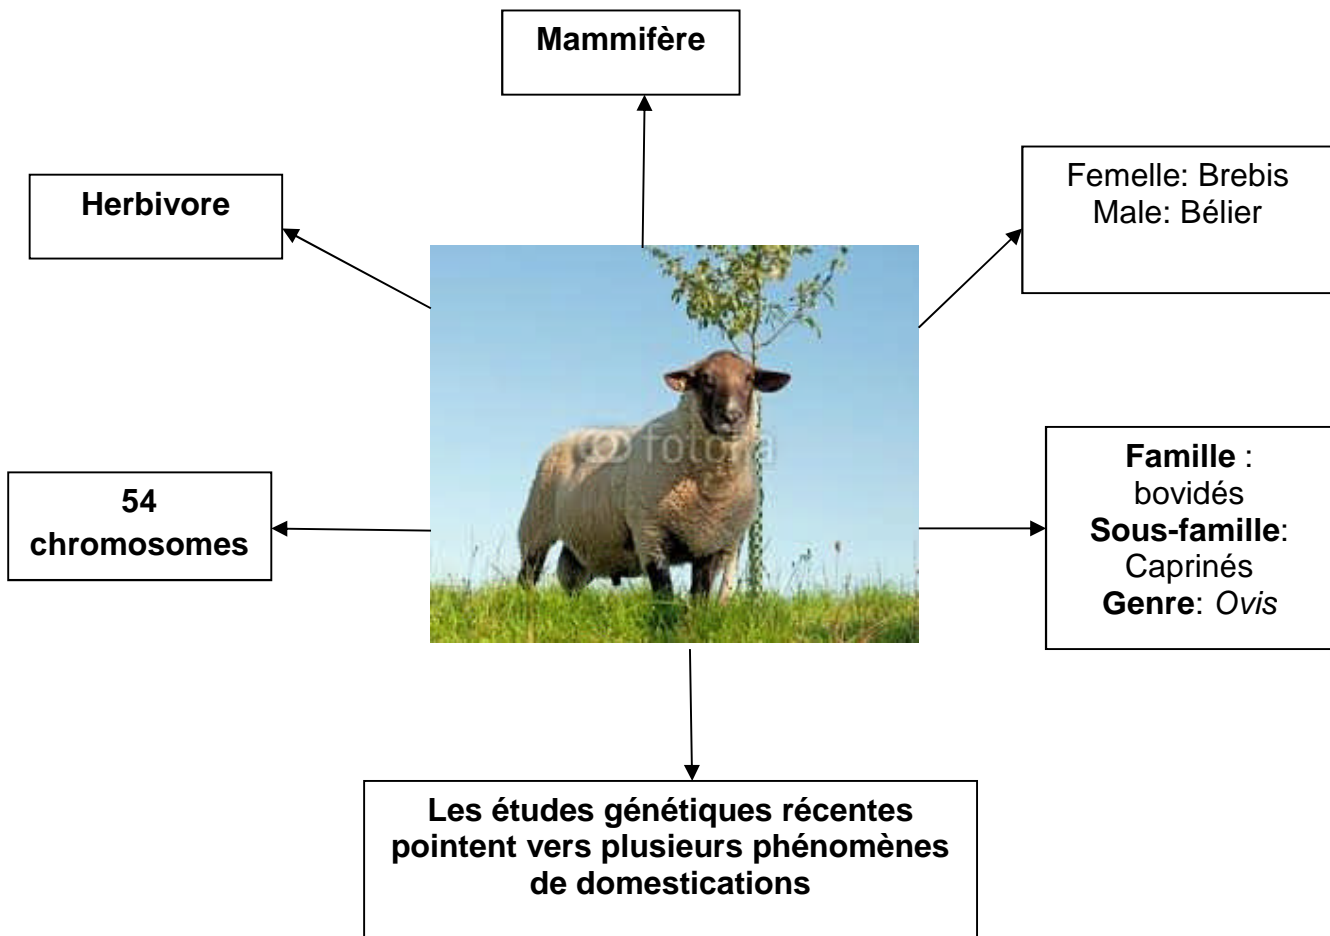 Mammifère
Herbivore
Femelle: Brebis
Male: Bélier
fotolia
54
chromosomes
Famille :
bovidés
Sous-famille:
Caprinés
Genre: Ovis
Les études génétiques récentes
pointent vers plusieurs phénomènes
de domestications